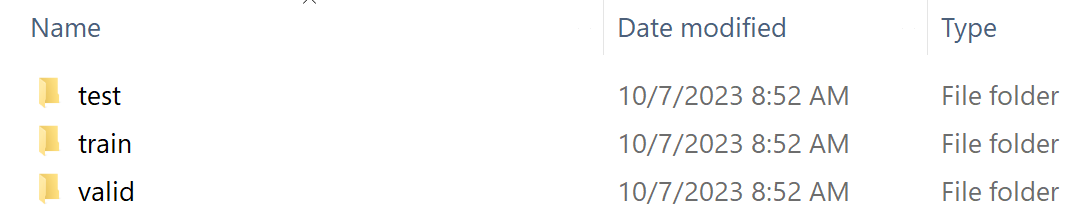 Name Date modified Type
test 10/7/2023 8:52 AM File folder
train 10/7/2023 8:52 AM File folder
valid 10/7/2023 8:52 AM File folder